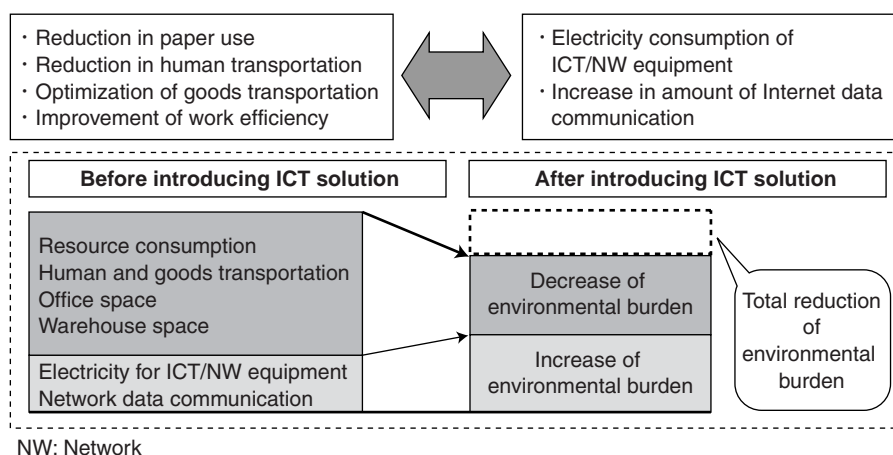 · Reduction in paper use
· Reduction in human transportation
· Optimization of goods transportation
· Improvement of work efficiency
· Electricity consumption of
ICT/NW equipment
· Increase in amount of Internet data
communication
Before introducing ICT solution
After introducing ICT solution
Resource consumption
Human and goods transportation
Office space
Warehouse space
Electricity for ICT/NW equipment
Network data communication
Decrease of
environmental burden
Increase of
environmental burden
Total reduction
of
environmental
burden
NW: Network